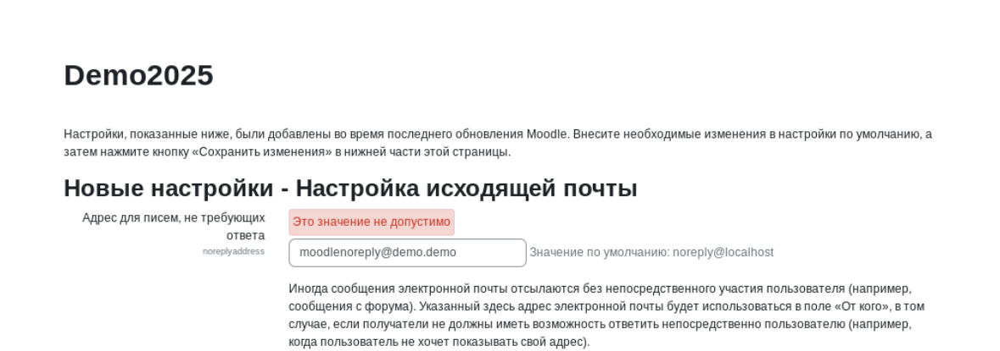 Demo2025
Настройки, показанные ниже, были добавлены во время последнего обновления Moodle. Внесите необходимые изменения в настройки по умолчанию, а
затем нажмите кнопку «Сохранить изменения» в нижней части этой страницы.
Новые настройки - Настройка исходящей почты
Адрес для писем, не требующих
ответа
noreplyaddress
Это значение не допустимо
moodlenoreply@demo.demo Значение по умолчанию: noreply@localhost
Иногда сообщения электронной почты отсылаются без непосредственного участия пользователя (например,
сообщения с форума). Указанный здесь адрес электронной почты будет использоваться в поле «От кого», в том
случае, если получатели не должны иметь возможность ответить непосредственно пользователю (например,
когда пользователь не хочет показывать свой адрес).